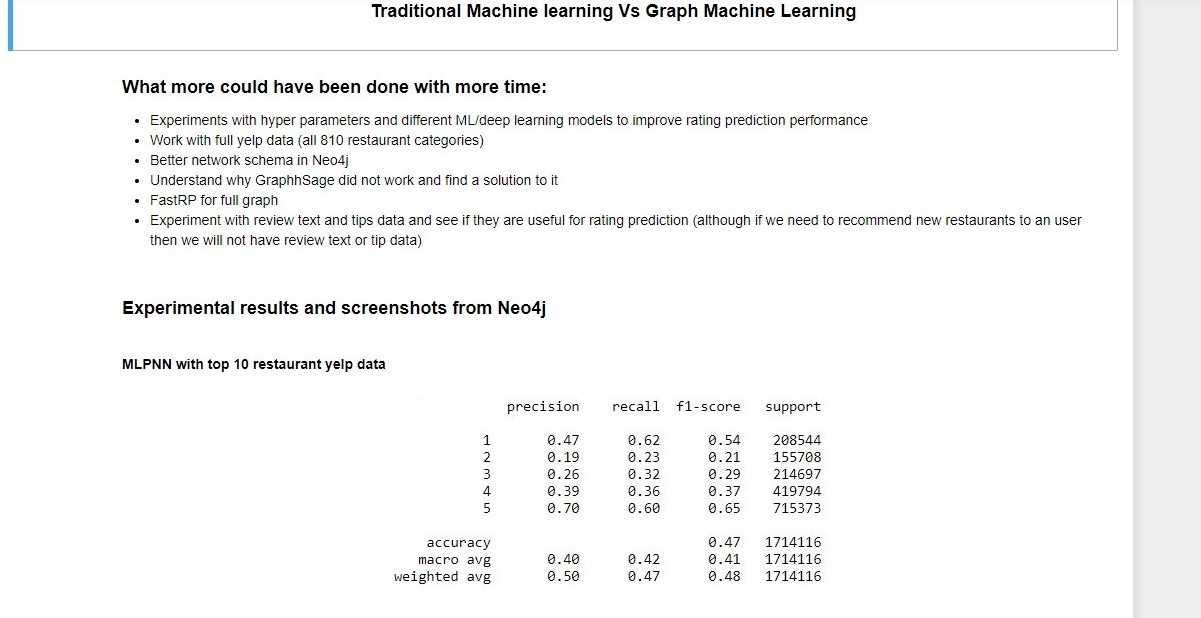 Traditional Machine learning Vs Graph Machine Learning
What more could have been done with more time:
• Experiments with hyper parameters and different ML/deep learning models to improve rating prediction performance
• Work with full yelp data (all 810 restaurant categories)
• Better network schema in Neo4j
• Understand why GraphhSage did not work and find a solution to it
• FastRP for full graph
• Experiment with review text and tips data and see if they are useful for rating prediction (although if we need to recommend new restaurants to an user
then we will not have review text or tip data)
Experimental results and screenshots from Neo4j
MLPNN with top 10 restaurant yelp data
precision recall f1-score support
1 0.47 0.62 0.54 208544
2 0.19 0.23 0.21 155708
3 0.26 0.32 0.29 214697
4 0.39 0.36 0.37 419794
5 0.70 0.60 0.65 715373
accuracy 0.47 1714116
macro avg 0.40 0.42 0.41 1714116
weighted avg 0.50 0.47 0.48 1714116